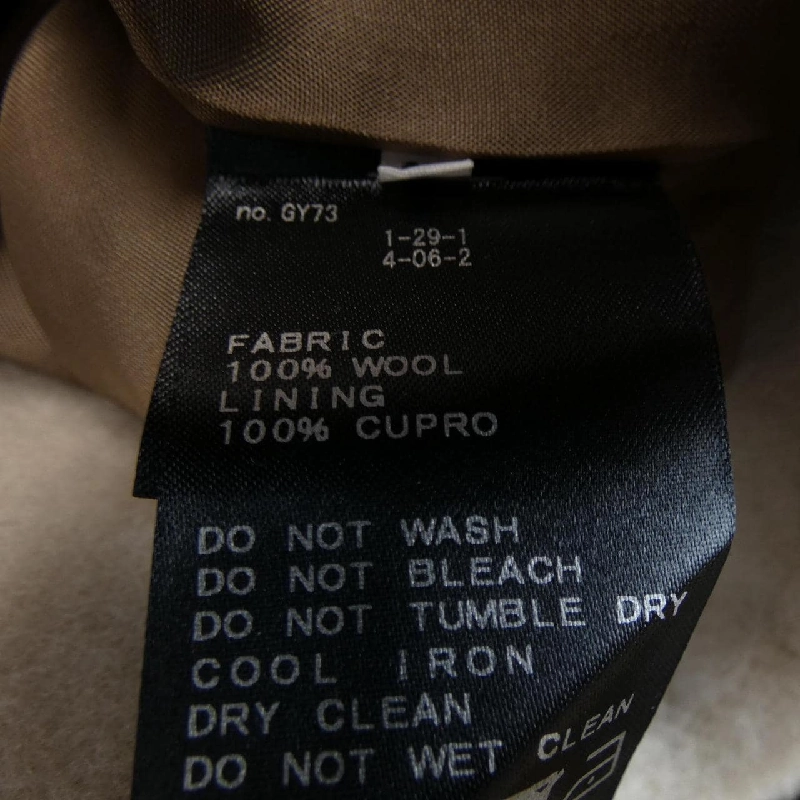 no. GY73
1-29-1
4-06-2
FABRIC
100% WOOL
LINING
100% CUPRO
DO NOT WASH
DO NOT BLEACH
DO NOT TUMBLE DRY
COOL IRON
DRY CLEAN
DO NOT WET CLEAN